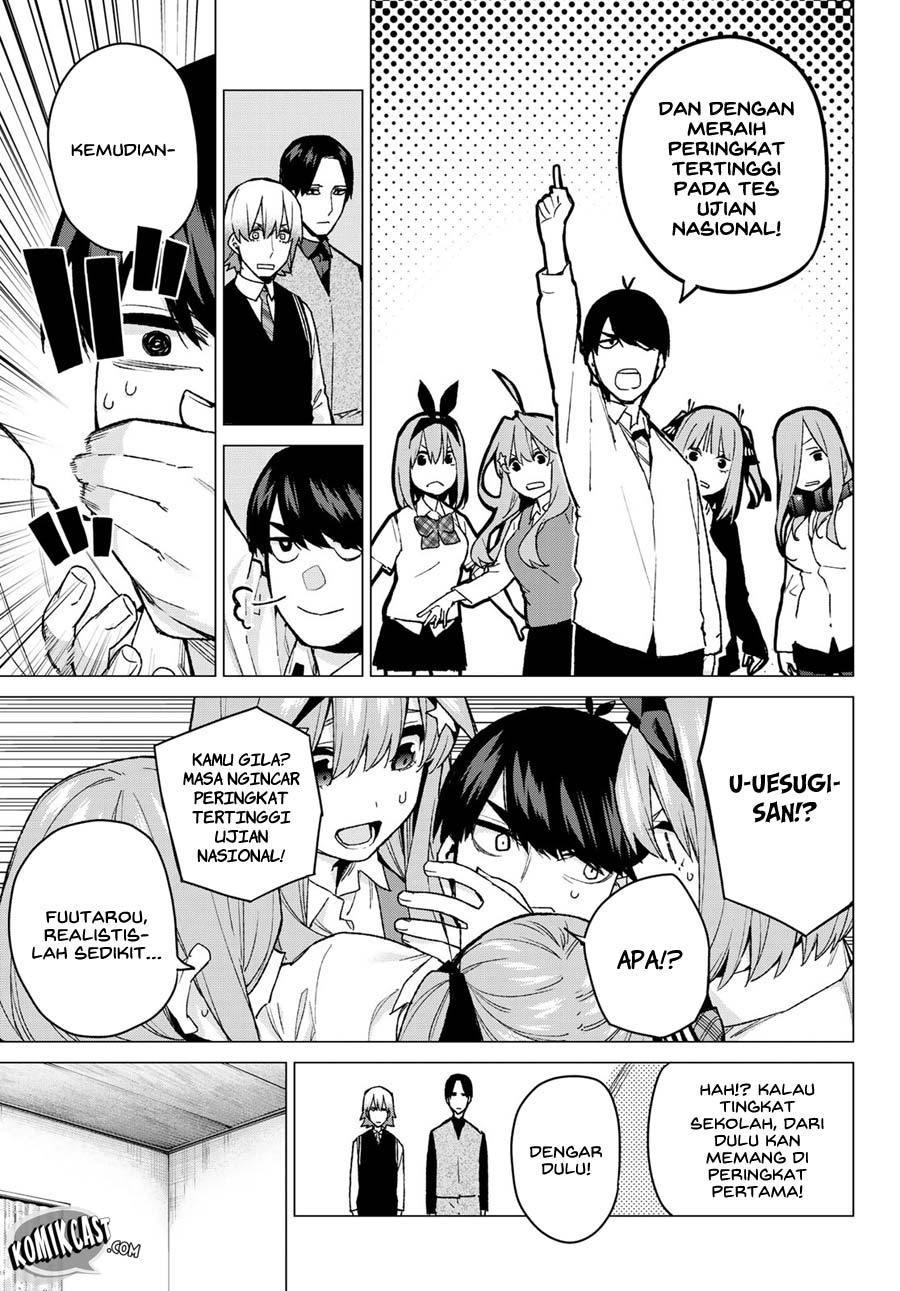 DAN DENGAN
MERAIH
PERINGKAT
TERTINGGI
PADA TES
UJIAN
NASIONAL!
KEMUDIAN-
U-UESUGI-
SAN!?
KAMU GILA?
MASA NGINCAR
PERINGKAT
TERTINGGI
UJIAN
NASIONAL!
APA!?
FUUTAROU,
REALISTIS-
LAH SEDIKIT...
HAH!? KALAU
TINGKAT
SEKOLAH, DARI
DULU KAN
MEMANG DI
PERINGKAT
PERTAMA!
DENGAR
DULU!
KOMIKCAST
.COM